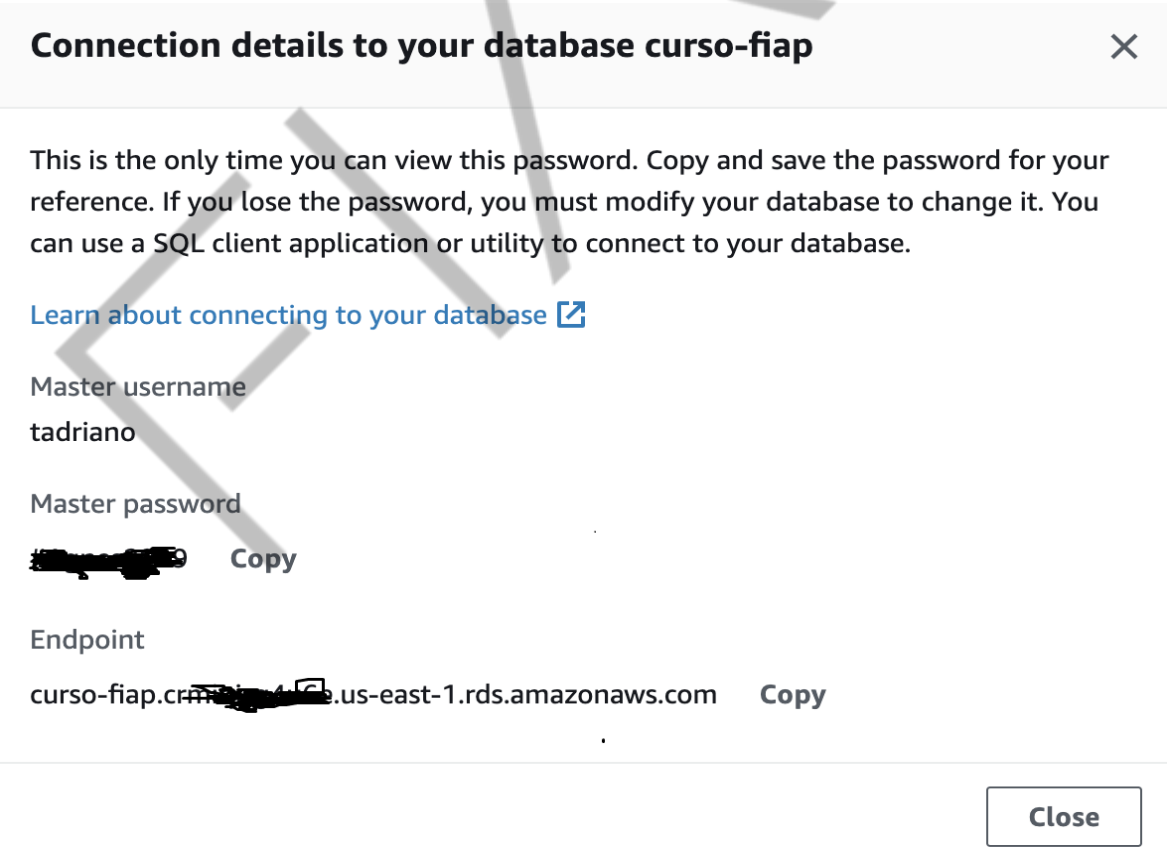 Connection details to your database curso-fiap
This is the only time you can view this password. Copy and save the password for your
reference. If you lose the password, you must modify your database to change it. You
can use a SQL client application or utility to connect to your database.
Learn about connecting to your database
Master username
tadriano
Master password
Copy
Endpoint
.us-east-1.rds.amazonaws.com Copy
Close